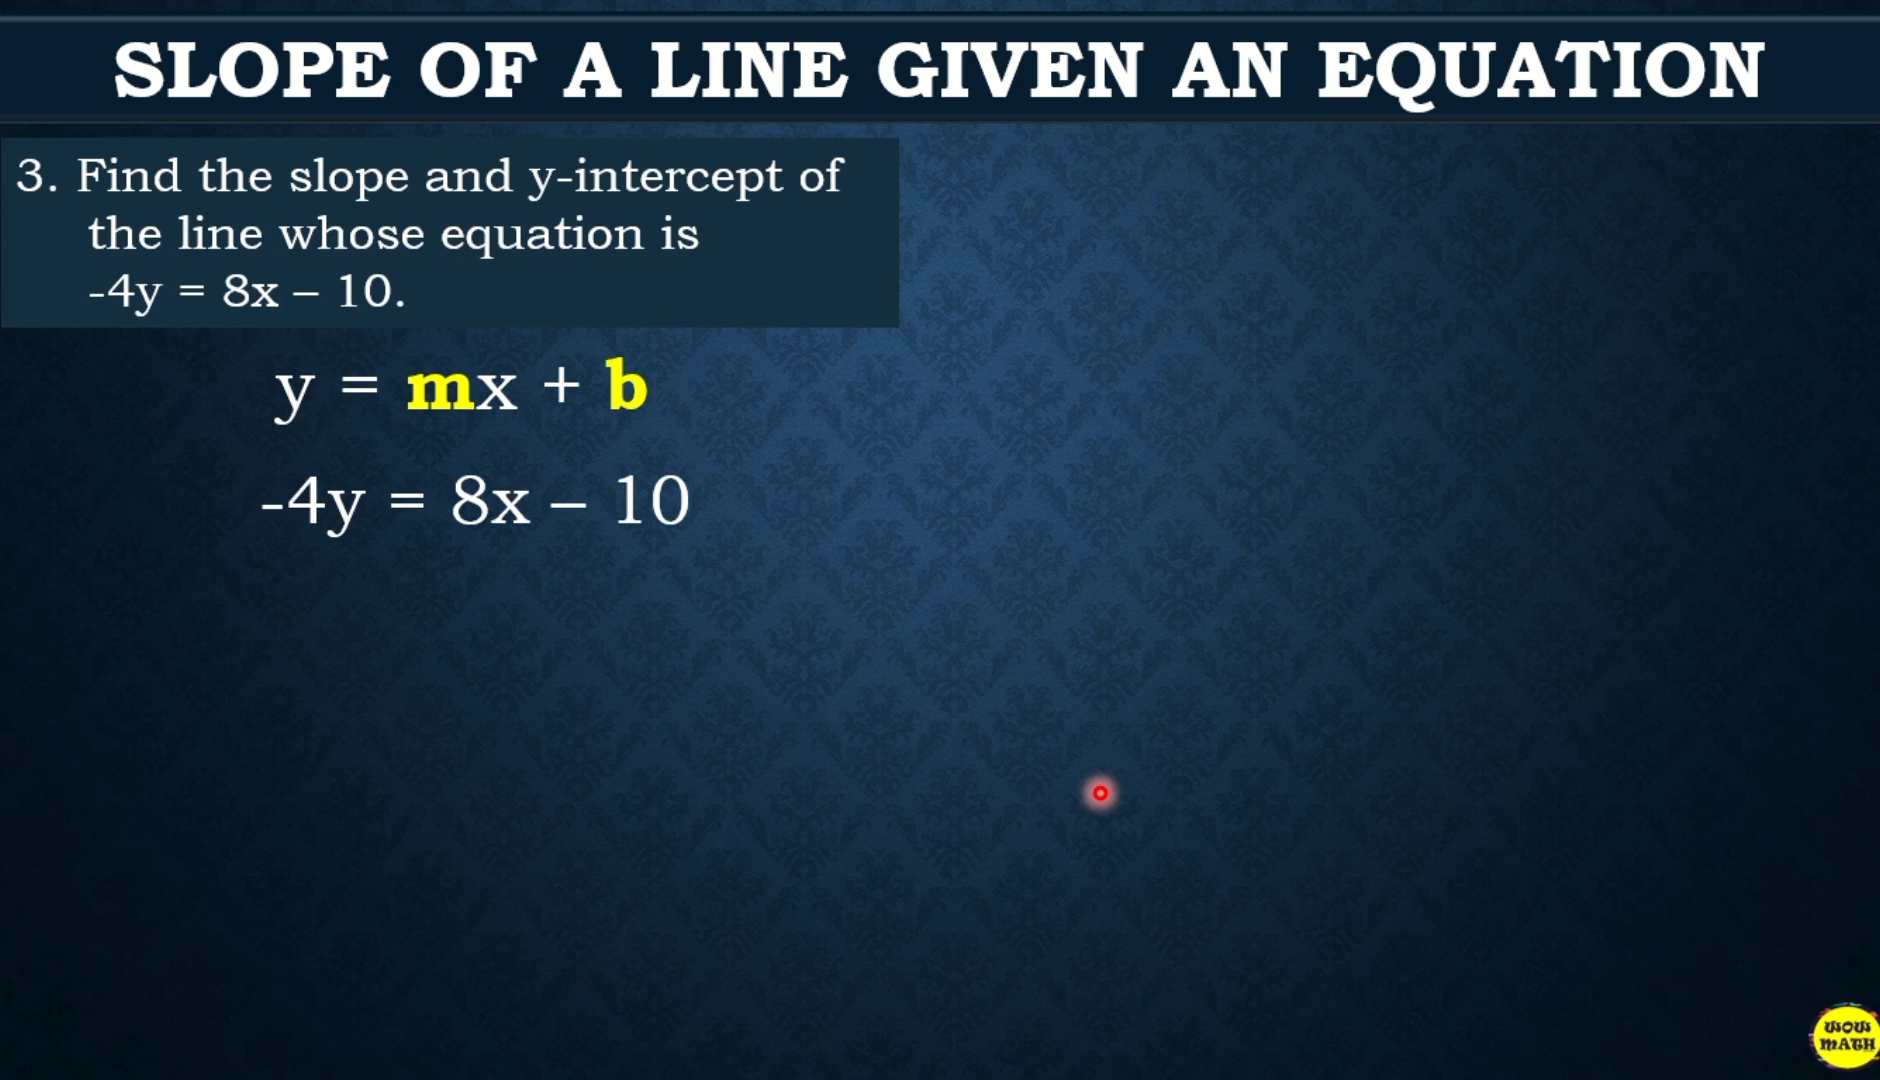 SLOPE OF A LINE GIVEN AN EQUATION
3. Find the slope and y-intercept of
the line whose equation is
-4y = 8x – 10.
y = mx + b
-4y = 8x – 10
WOW
MATH